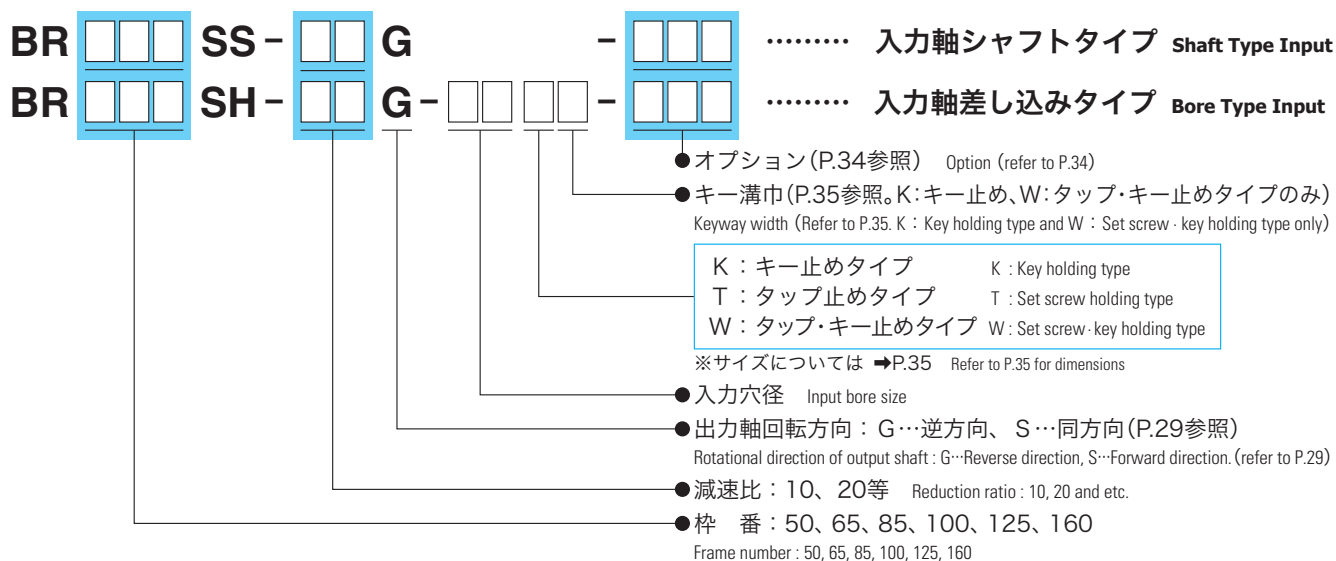 BR□□□ SS－□□ G －□□□ ……… 入力軸シャフトタイプ Shaft Type Input
BR□□□ SH－□□ G－□□□□－□□□ ……… 入力軸差し込みタイプ Bore Type Input
●オプション(P.34参照) Option (refer to P.34)
●キー溝巾(P.35参照。K：キー止め、W：タップ・キー止めタイプのみ)
Keyway width (Refer to P.35. K：Key holding type and W：Set screw · key holding type only)
K：キー止めタイプ K : Key holding type
T：タップ止めタイプ T : Set screw holding type
W：タップ・キー止めタイプ W : Set screw · key holding type
※サイズについては ➡P.35 Refer to P.35 for dimensions
●入力穴径 Input bore size
●出力軸回転方向：G…逆方向、S…同方向(P.29参照)
Rotational direction of output shaft : G…Reverse direction, S…Forward direction. (refer to P.29)
●減速比：10、20等 Reduction ratio : 10, 20 and etc.
●枠 番：50、65、85、100、125、160
Frame number : 50, 65, 85, 100, 125, 160